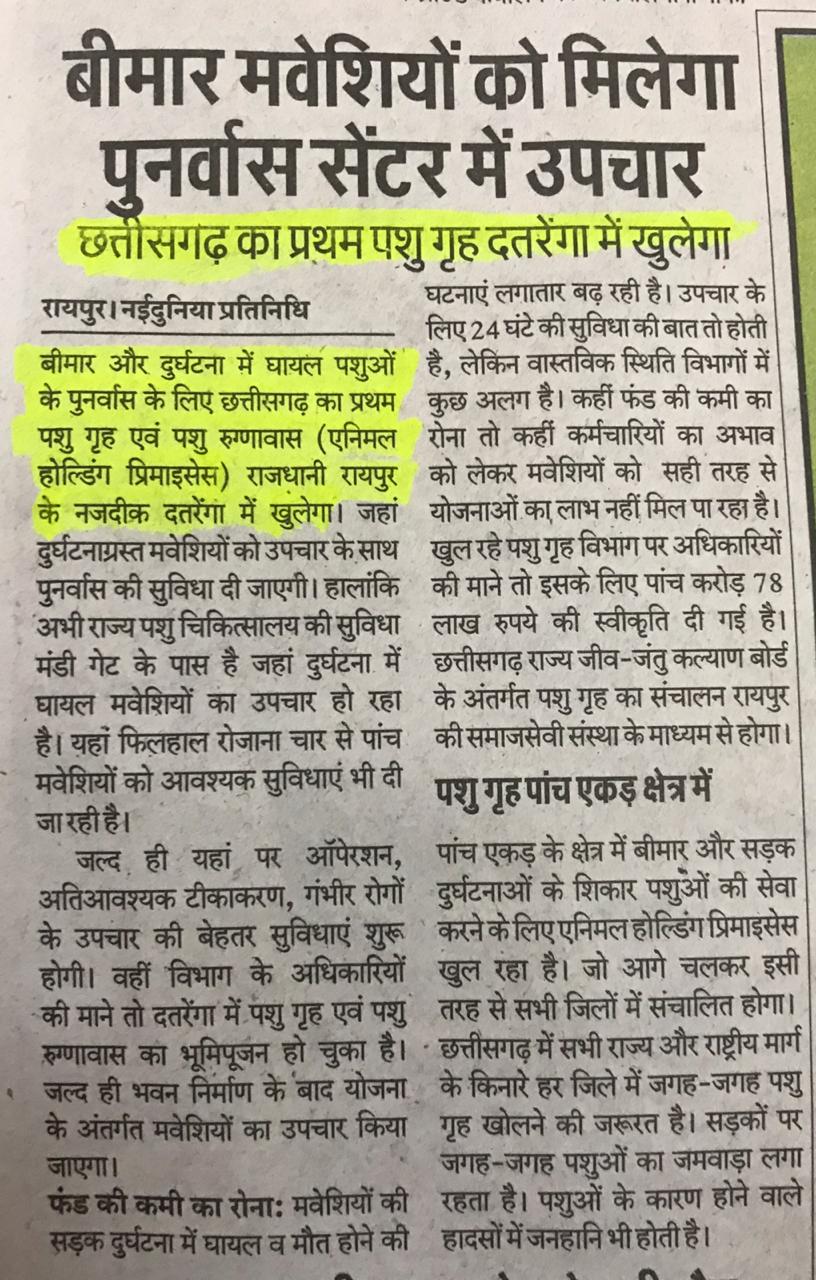 बीमार मवेशियों को मिलेगा
पुनर्वास सेंटर में उपचार
छत्तीसगढ़ का प्रथम पशु गृह दतरेंगा में खुलेगा
रायपुर। नईदुनिया प्रतिनिधि
बीमार और दुर्घटना में घायल पशुओं
के पुनर्वास के लिए छत्तीसगढ़ का प्रथम
पशु गृह एवं पशु रुग्णावास (एनिमल
होल्डिंग प्रिमाइसेस) राजधानी रायपुर
के नजदीक दतरेंगा में खुलेगा। जहां
दुर्घटनाग्रस्त मवेशियों को उपचार के साथ
पुनर्वास की सुविधा दी जाएगी। हालांकि
अभी राज्य पशु चिकित्सालय की सुविधा
मंडी गेट के पास है जहां दुर्घटना में
घायल मवेशियों का उपचार हो रहा
है। यहां फिलहाल रोजाना चार से पांच
मवेशियों को आवश्यक सुविधाएं भी दी
जा रही है।
जल्द ही यहां पर ऑपेरशन,
अतिआवश्यक टीकाकरण, गंभीर रोगों
के उपचार की बेहतर सुविधाएं शुरू
होगी। वहीं विभाग के अधिकारियों
की माने तो दतरेंगा में पशु गृह एवं पशु
रुग्णावास का भूमिपूजन हो चुका है।
जल्द ही भवन निर्माण के बाद योजना
के अंतर्गत मवेशियों का उपचार किया
जाएगा।
फंड की कमी का रोना: मवेशियों की
सड़क दुर्घटना में घायल व मौत होने की
घटनाएं लगातार बढ़ रही है। उपचार के
लिए 24 घंटे की सुविधा की बात तो होती
है, लेकिन वास्तविक स्थिति विभागों में
कुछ अलग है। कहीं फंड की कमी का
रोना तो कहीं कर्मचारियों का अभाव
को लेकर मवेशियों को सही तरह से
योजनाओं का लाभ नहीं मिल पा रहा है।
खुल रहे पशु गृह विभाग पर अधिकारियों
की माने तो इसके लिए पांच करोड़ 78
लाख रुपये की स्वीकृति दी गई है।
छत्तीसगढ़ राज्य जीव-जंतु कल्याण बोर्ड
के अंतर्गत पशु गृह का संचालन रायपुर
की समाजसेवी संस्था के माध्यम से होगा।
पशु गृह पांच एकड़ क्षेत्र में
पांच एकड़ के क्षेत्र में बीमार और सड़क
दुर्घटनाओं के शिकार पशुओं की सेवा
करने के लिए एनिमल होल्डिंग प्रिमाइसेस
खुल रहा है। जो आगे चलकर इसी
तरह से सभी जिलों में संचालित होगा।
छत्तीसगढ़ में सभी राज्य और राष्ट्रीय मार्ग
के किनारे हर जिले में जगह-जगह पशु
गृह खोलने की जरूरत है। सड़कों पर
जगह-जगह पशुओं का जमवाड़ा लगा
रहता है। पशुओं के कारण होने वाले
हादसों में जनहानि भी होती है।